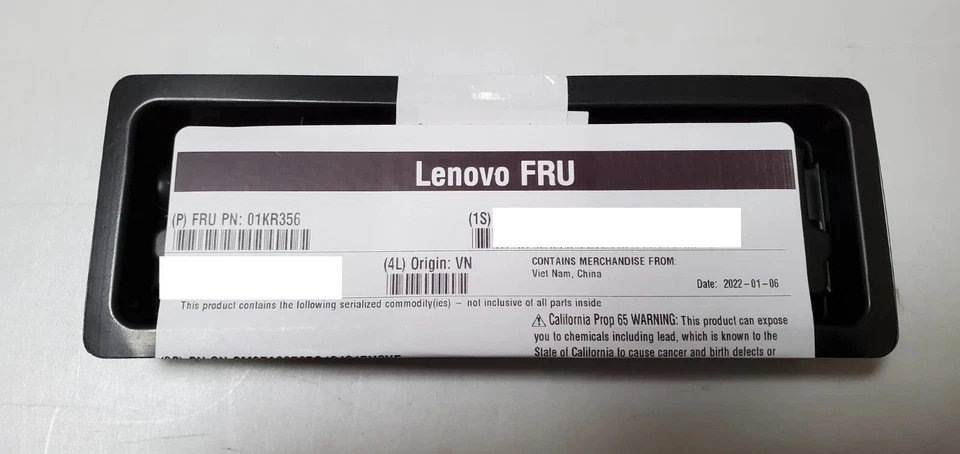 Lenovo FRU
(P) FRU PN: 01KR356
(1S)
(4L) Origin: VN
CONTAINS MERCHANDISE FROM:
Viet Nam, China
Date: 2022-01-06
This product contains the following serialized commodity(ies) – not inclusive of all parts inside
⚠ California Prop 65 WARNING: This product can expose
you to chemicals including lead, which is known to the
State of California to cause cancer and birth defects or